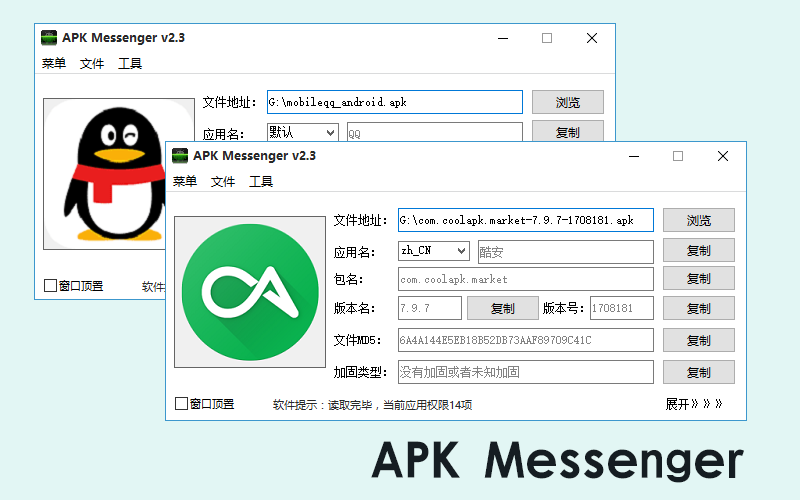 APK Messenger v2.3
菜单 文件 工具
文件地址: G:\mobileqq_android.apk 浏览
应用名: 默认 QQ 复制
窗口顶置 软件
APK Messenger v2.3
菜单 文件 工具
文件地址: G:\com.coolapk.market-7.9.7-1708181.apk 浏览
应用名: zh_CN 酷安 复制
包名: com.coolapk.market 复制
版本名: 7.9.7 复制 版本号: 1708181 复制
文件MD5: 6A4A144E5EB18B52DB73AAF89709C41C 复制
加固类型: 没有加固或者未知加固 复制
窗口顶置 软件提示:读取完毕,当前应用权限14项 展开》》》
APK Messenger